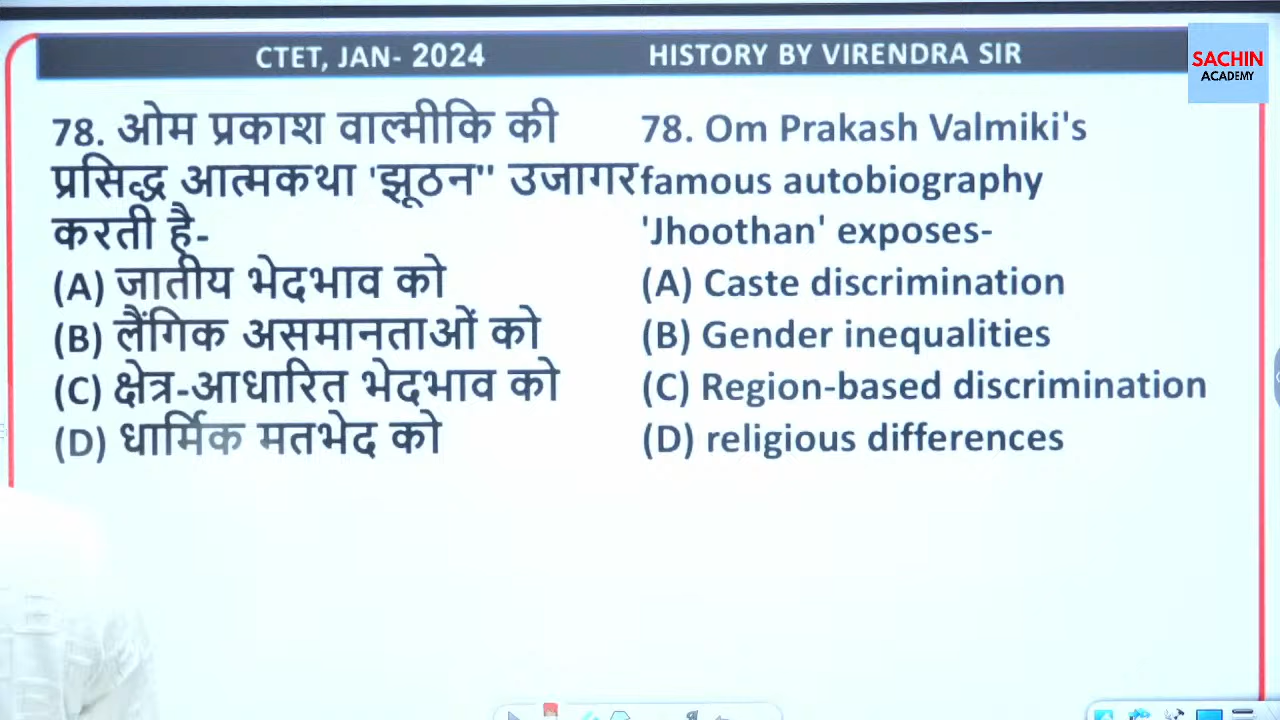 CTET, JAN- 2024
HISTORY BY VIRENDRA SIR
SACHIN
ACADEMY
78. ओम प्रकाश वाल्मीकि की
प्रसिद्ध आत्मकथा 'झूठन'' उजागर
करती है-
(A) जातीय भेदभाव को
(B) लैंगिक असमानताओं को
(C) क्षेत्र-आधारित भेदभाव को
(D) धार्मिक मतभेद को
78. Om Prakash Valmiki's
famous autobiography
'Jhoothan' exposes-
(A) Caste discrimination
(B) Gender inequalities
(C) Region-based discrimination
(D) religious differences